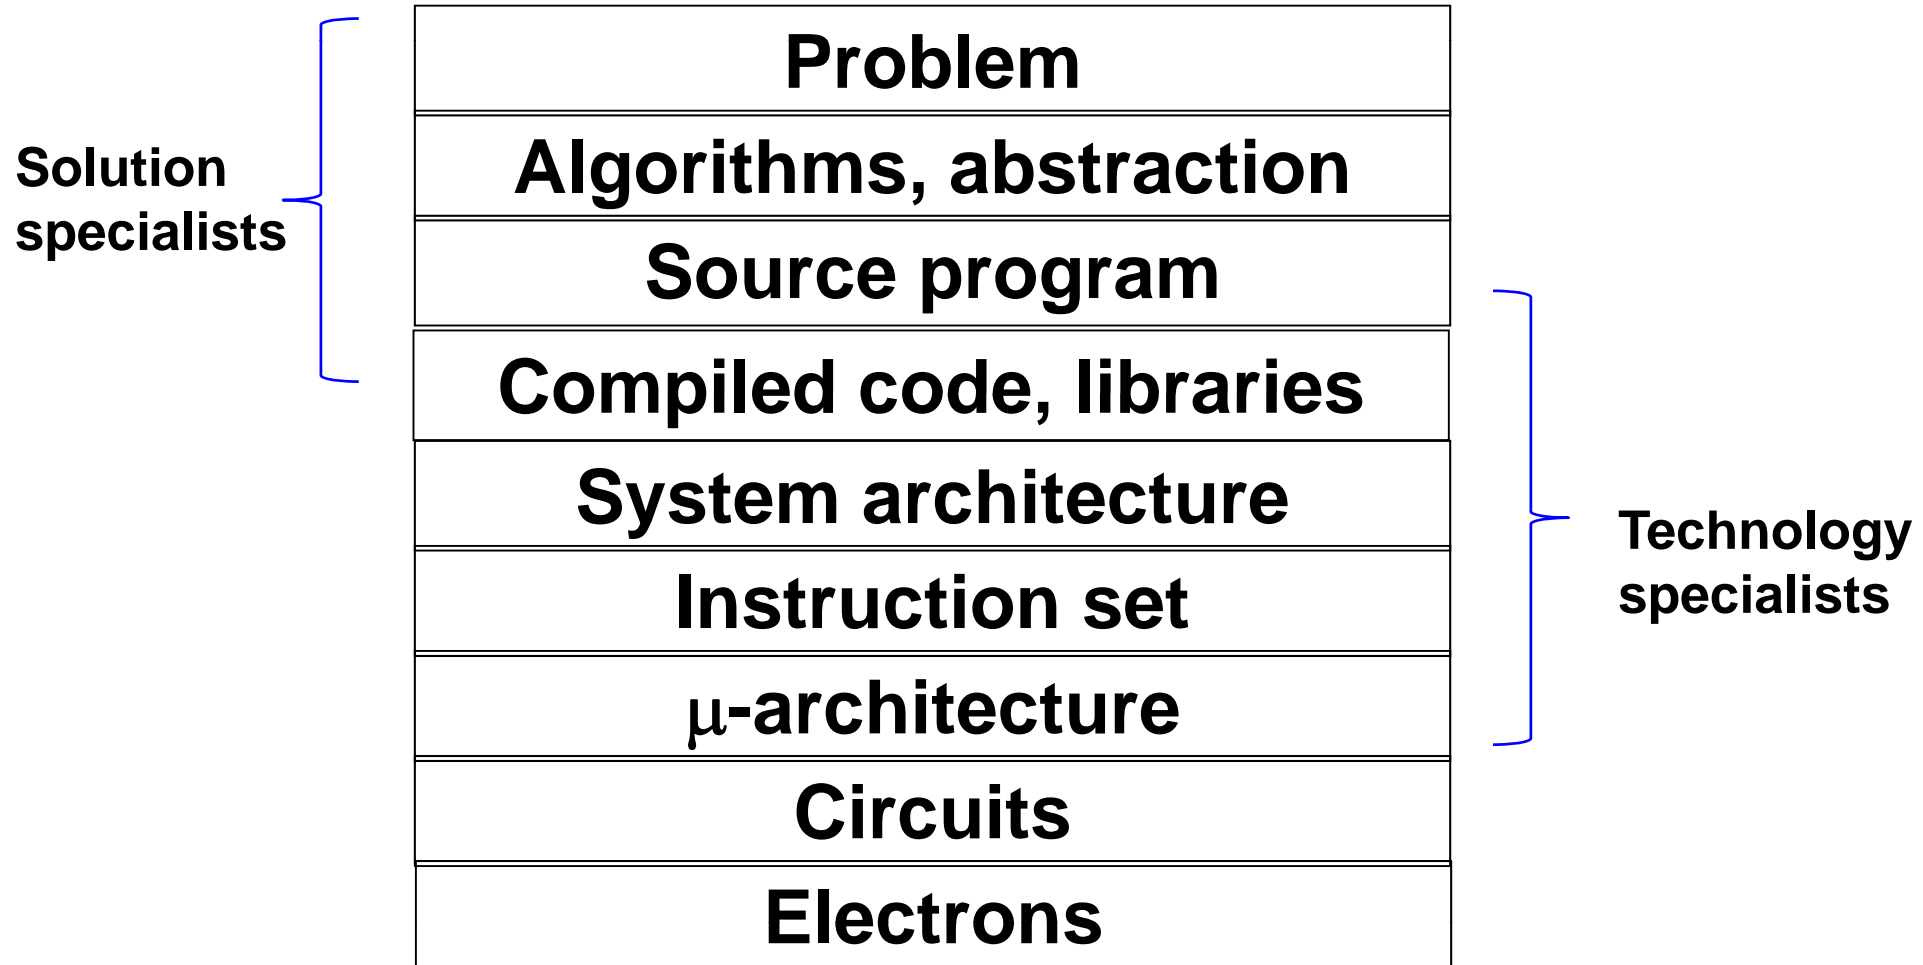 Problem
Algorithms, abstraction
Solution
specialists
Source program
Compiled code, libraries
System architecture
Technology
specialists
Instruction set
μ-architecture
Circuits
Electrons